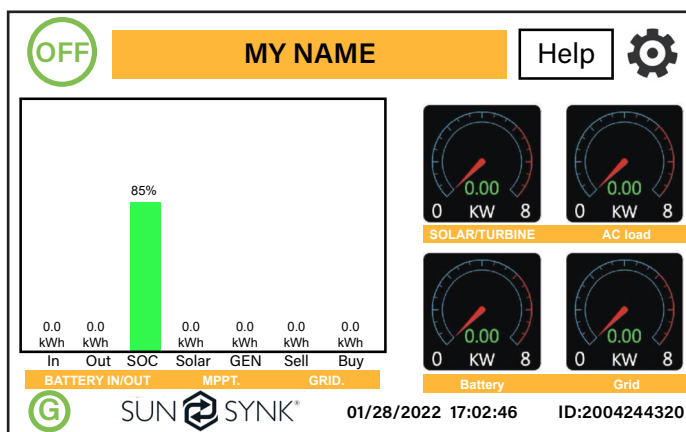 OFF
MY NAME
Help
85%
0.0 0.0 0.0 0.0 0.0 0.0
kWh kWh kWh kWh kWh kWh
In Out SOC Solar GEN Sell Buy
BATTERY IN/OUT MPPT. GRID.
0.00 0.00
0 KW 8 0 KW 8
SOLAR/TURBINE AC load
0.00 0.00
0 KW 8 0 KW 8
Battery Grid
G SUN SYNK® 01/28/2022 17:02:46 ID:2004244320